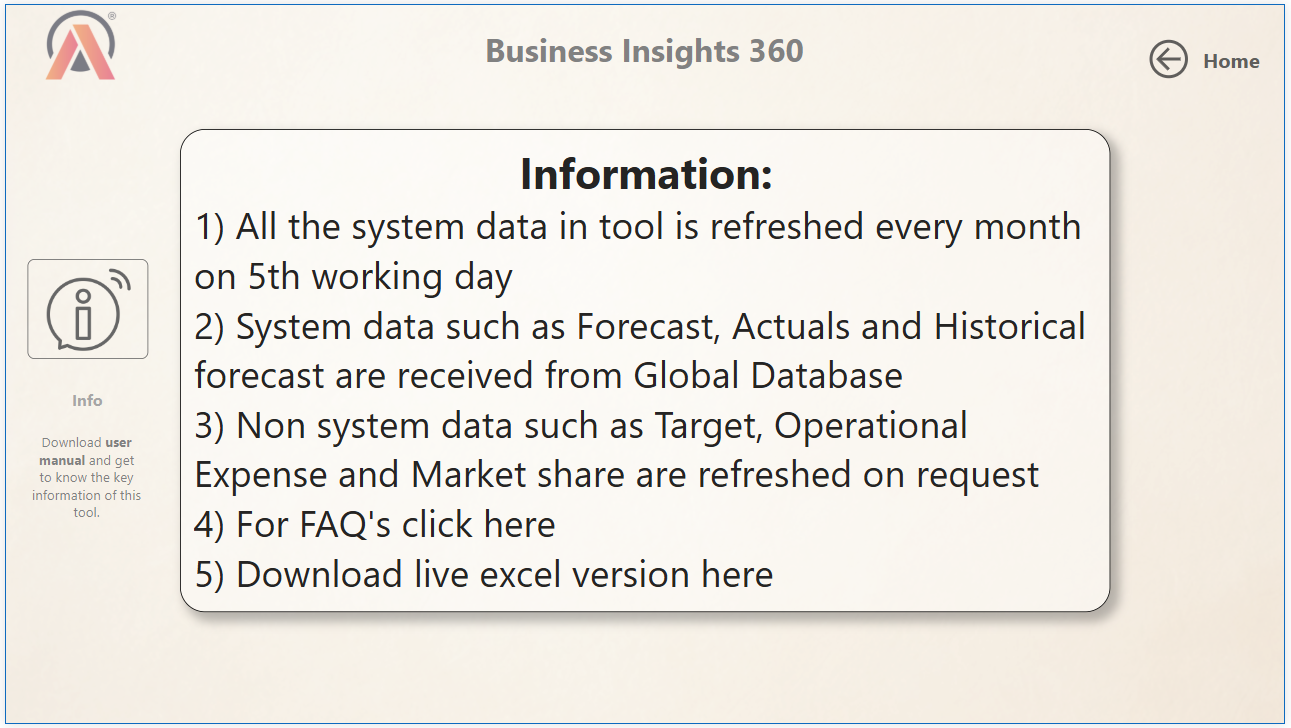 ®
Business Insights 360
Home
Information:
1) All the system data in tool is refreshed every month
on 5th working day
2) System data such as Forecast, Actuals and Historical
forecast are received from Global Database
3) Non system data such as Target, Operational
Expense and Market share are refreshed on request
4) For FAQ's click here
5) Download live excel version here
Info
Download user
manual and get
to know the key
information of this
tool.